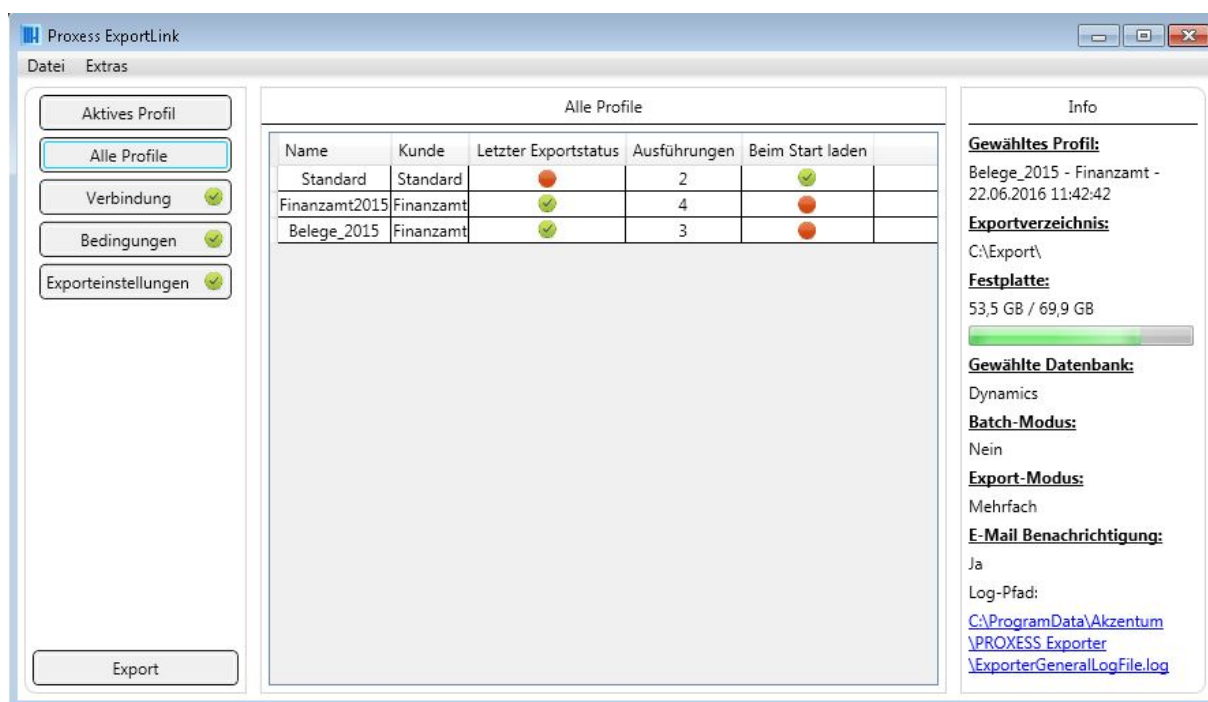 Proxess ExportLink
Datei Extras
Aktives Profil
Alle Profile
Verbindung
Bedingungen
Exporteinstellungen
Export
Alle Profile
Name Kunde Letzter Exportstatus Ausführungen Beim Start laden
Standard Standard 2
Finanzamt2015 Finanzamt 4
Belege_2015 Finanzamt 3
Info
Gewähltes Profil:
Belege_2015 - Finanzamt -
22.06.2016 11:42:42
Exportverzeichnis:
C:\Export\
Festplatte:
53,5 GB / 69,9 GB
Gewählte Datenbank:
Dynamics
Batch-Modus:
Nein
Export-Modus:
Mehrfach
E-Mail Benachrichtigung:
Ja
Log-Pfad:
C:\ProgramData\Akzentum
\PROXESS Exporter
\ExporterGeneralLogFile.log